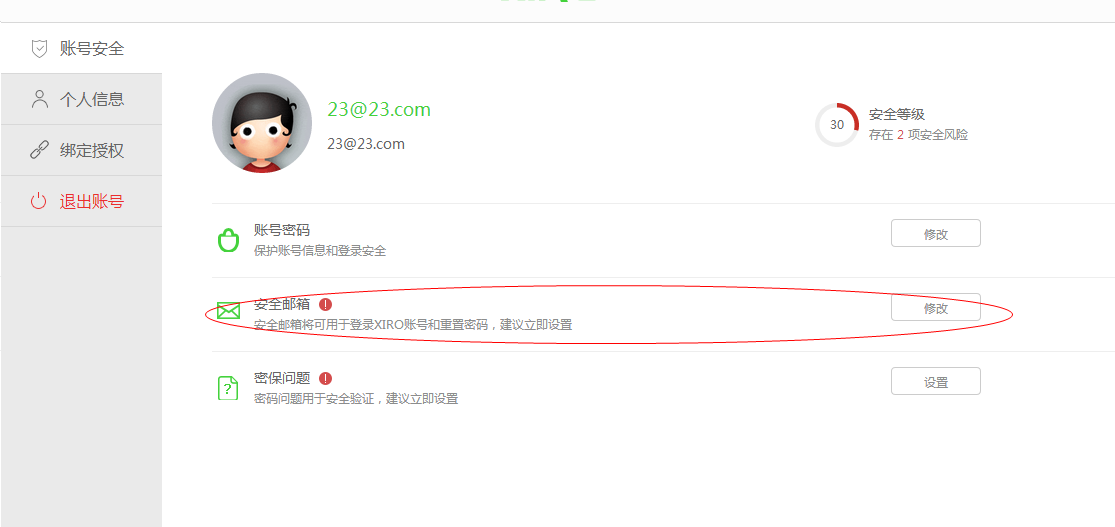 账号安全
个人信息
绑定授权
退出账号
23@23.com
23@23.com
30
安全等级
存在 2 项安全风险
账号密码
保护账号信息和登录安全
修改
安全邮箱
安全邮箱将可用于登录XIRO账号和重置密码，建议立即设置
修改
密保问题
密码问题用于安全验证，建议立即设置
设置